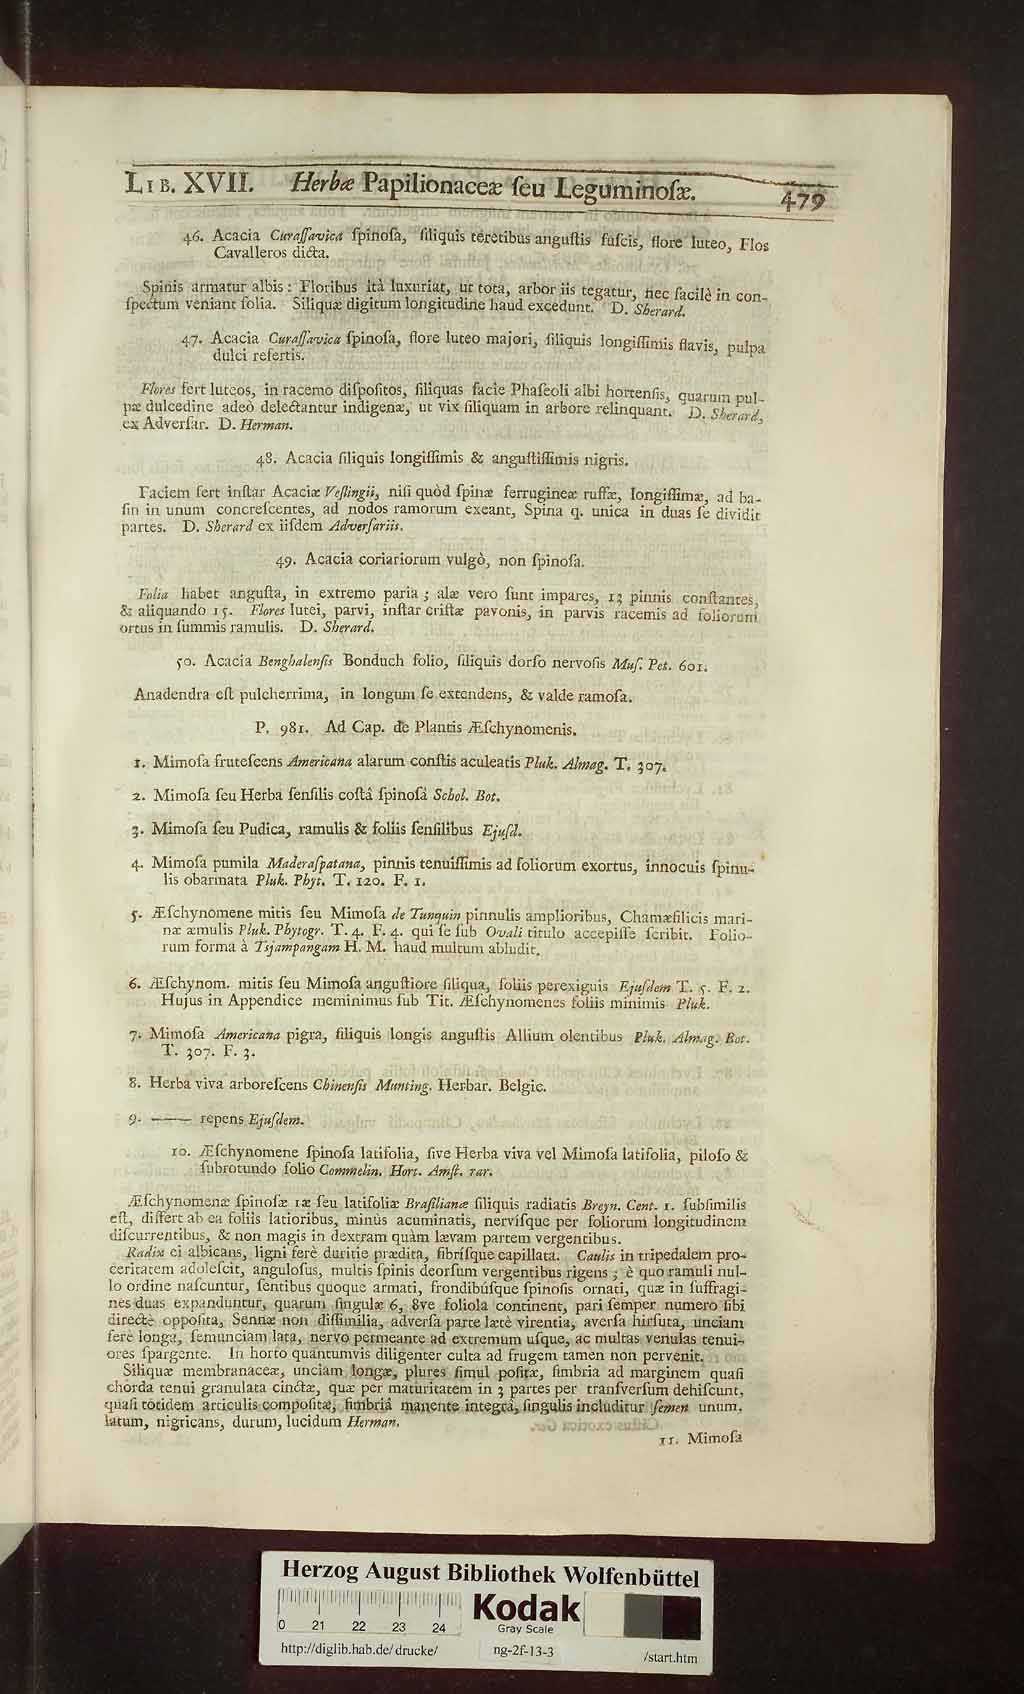 LIB. XVII. Herbæ Papilionaceæ ſeu Leguminoſæ. 479
46. Acacia Curaſſavica ſpinoſa, ſiliquis teretibus anguſtis fuſcis, flore luteo, Flos
Cavalleros dicta.
Spinis armatur albis: Floribus ità luxuriat, ut tota, arbor iis tegatur, nec facilè in con-
ſpectum veniant folia. Siliquæ digitum longitudine haud excedunt. D. Sherard.
47. Acacia Curaſſavica ſpinoſa, flore luteo majori, ſiliquis longiſſimis flavis, pulpa
dulci refertis.
Flores fert luteos, in racemo diſpoſitos, ſiliquas facie Phaſeoli albi hortenſis, quarum pul-
pæ dulcedine adeò delectantur indigenæ, ut vix ſiliquam in arbore relinquant. D. Sherard,
ex Adverſar. D. Herman.
48. Acacia ſiliquis longiſſimis & anguſtiſſimis nigris.
Faciem fert inſtar Acaciæ Veſlingii, niſi quòd ſpinæ ferrugineæ ruffæ, longiſſimæ, ad ba-
ſin in unum concreſcentes, ad nodos ramorum exeant, Spina q. unica in duas ſe dividit
partes. D. Sherard ex iiſdem Adverſariis.
49. Acacia coriariorum vulgò, non ſpinoſa.
Folia habet anguſta, in extremo paria; alæ vero ſunt impares, 13 pinnis conſtantes,
& aliquando 15. Flores lutei, parvi, inſtar criſtæ pavonis, in parvis racemis ad foliorum
ortus in ſummis ramulis. D. Sherard.
50. Acacia Benghalenſis Bonduch folio, ſiliquis dorſo nervoſis Muſ. Pet. 601.
Anadendra eſt pulcherrima, in longum ſe extendens, & valde ramoſa.
P. 981. Ad Cap. de Plantis Æſchynomenis.
1. Mimoſa fruteſcens Americana alarum conſtis aculeatis Pluk. Almag. T. 307.
2. Mimoſa ſeu Herba ſenſilis coſtâ ſpinoſâ Schol. Bot.
3. Mimoſa ſeu Pudica, ramulis & foliis ſenſilibus Ejuſd.
4. Mimoſa pumila Maderaſpatana, pinnis tenuiſſimis ad foliorum exortus, innocuis ſpinu-
lis obarmata Pluk. Phyt. T. 120. F. 1.
5. Æſchynomene mitis ſeu Mimoſa de Tunquin pinnulis amplioribus, Chamæfilicis mari-
næ æmulis Pluk. Phytogr. T. 4. F. 4. qui ſe ſub Ovali titulo accepiſſe ſcribit. Folio-
rum forma à Tsjampangam H. M. haud multum abludit.
6. Æſchynom. mitis ſeu Mimoſa anguſtiore ſiliqua, foliis perexiguis Ejuſdem T. 5. F. 2.
Hujus in Appendice meminimus ſub Tit. Æſchynomenes foliis minimis Pluk.
7. Mimoſa Americana pigra, ſiliquis longis anguſtis Allium olentibus Pluk. Almag. Bot.
T. 307. F. 3.
8. Herba viva arboreſcens Chinenſis Munting. Herbar. Belgic.
9. ——— repens Ejuſdem.
10. Æſchynomene ſpinoſa latifolia, ſive Herba viva vel Mimoſa latifolia, piloſo &
ſubrotundo folio Commelin. Hort. Amſt. rar.
Æſchynomenæ ſpinoſæ 1æ ſeu latifoliæ Braſilianæ ſiliquis radiatis Breyn. Cent. 1. ſubſimilis
eſt, differt ab ea foliis latioribus, minùs acuminatis, nerviſque per foliorum longitudinem
diſcurrentibus, & non magis in dextram quàm lævam partem vergentibus.
Radix ei albicans, ligni ferè duritie prædita, fibriſque capillata. Caulis in tripedalem pro-
ceritatem adoleſcit, anguloſus, multis ſpinis deorſum vergentibus rigens; è quo ramuli nul-
lo ordine naſcuntur, ſentibus quoque armati, frondibúſque ſpinoſis ornati, quæ in ſuffragi-
nes duas expanduntur, quarum ſingulæ 6, 8ve foliola continent, pari ſemper numero ſibi
directè oppoſita, Sennæ non diſſimilia, adverſa parte lætè virentia, averſa hirſuta, unciam
ferè longa, ſemunciam lata, nervo permeante ad extremum uſque, ac multas venulas tenui-
ores ſpargente. In horto quantumvis diligenter culta ad frugem tamen non pervenit.
Siliquæ membranaceæ, unciam longæ, plures ſimul poſitæ, fimbria ad marginem quaſi
chorda tenui granulata cinctæ, quæ per maturitatem in 3 partes per tranſverſum dehiſcunt,
quaſi totidem articulis compoſitæ, fimbriâ manente integrâ, ſingulis includitur ſemen unum,
latum, nigricans, durum, lucidum Herman.
11. Mimoſa
Herzog August Bibliothek Wolfenbüttel
0 21 22 23 24
Kodak
Gray Scale
http://diglib.hab.de/drucke/ ng-2f-13-3 /start.htm